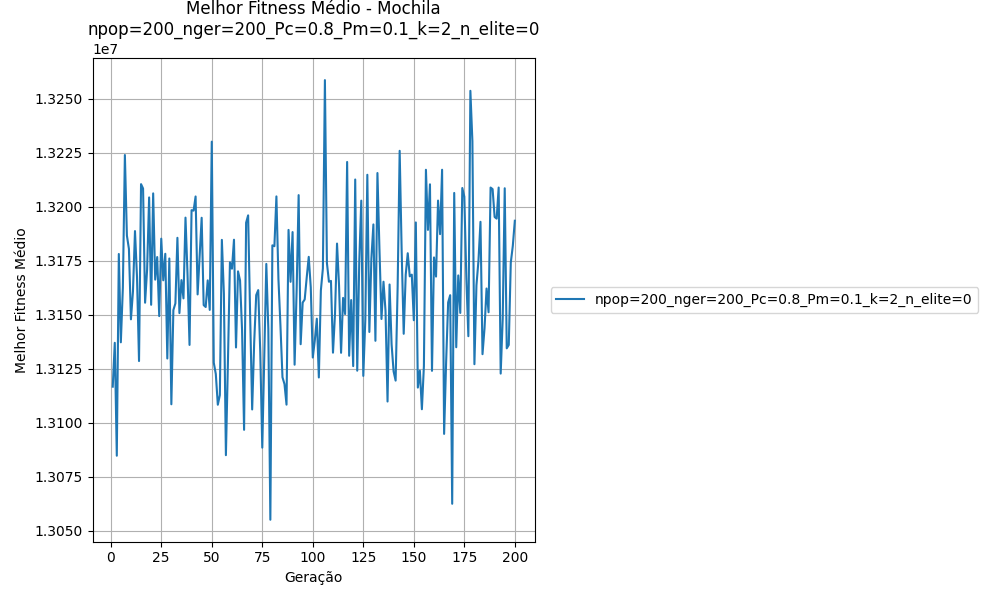 Melhor Fitness Médio - Mochila
npop=200_nger=200_Pc=0.8_Pm=0.1_k=2_n_elite=0
1e7
1.3250
1.3225
1.3200
1.3175
1.3150
1.3125
1.3100
1.3075
1.3050
Melhor Fitness Médio
0 25 50 75 100 125 150 175 200
Geração
npop=200_nger=200_Pc=0.8_Pm=0.1_k=2_n_elite=0